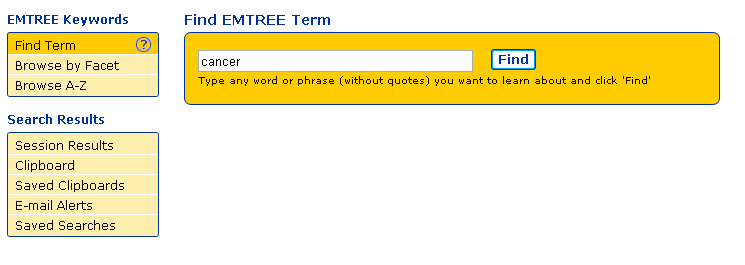 EMTREE Keywords
Find Term ?
Browse by Facet
Browse A-Z
Search Results
Session Results
Clipboard
Saved Clipboards
E-mail Alerts
Saved Searches
Find EMTREE Term
cancer Find
Type any word or phrase (without quotes) you want to learn about and click 'Find'